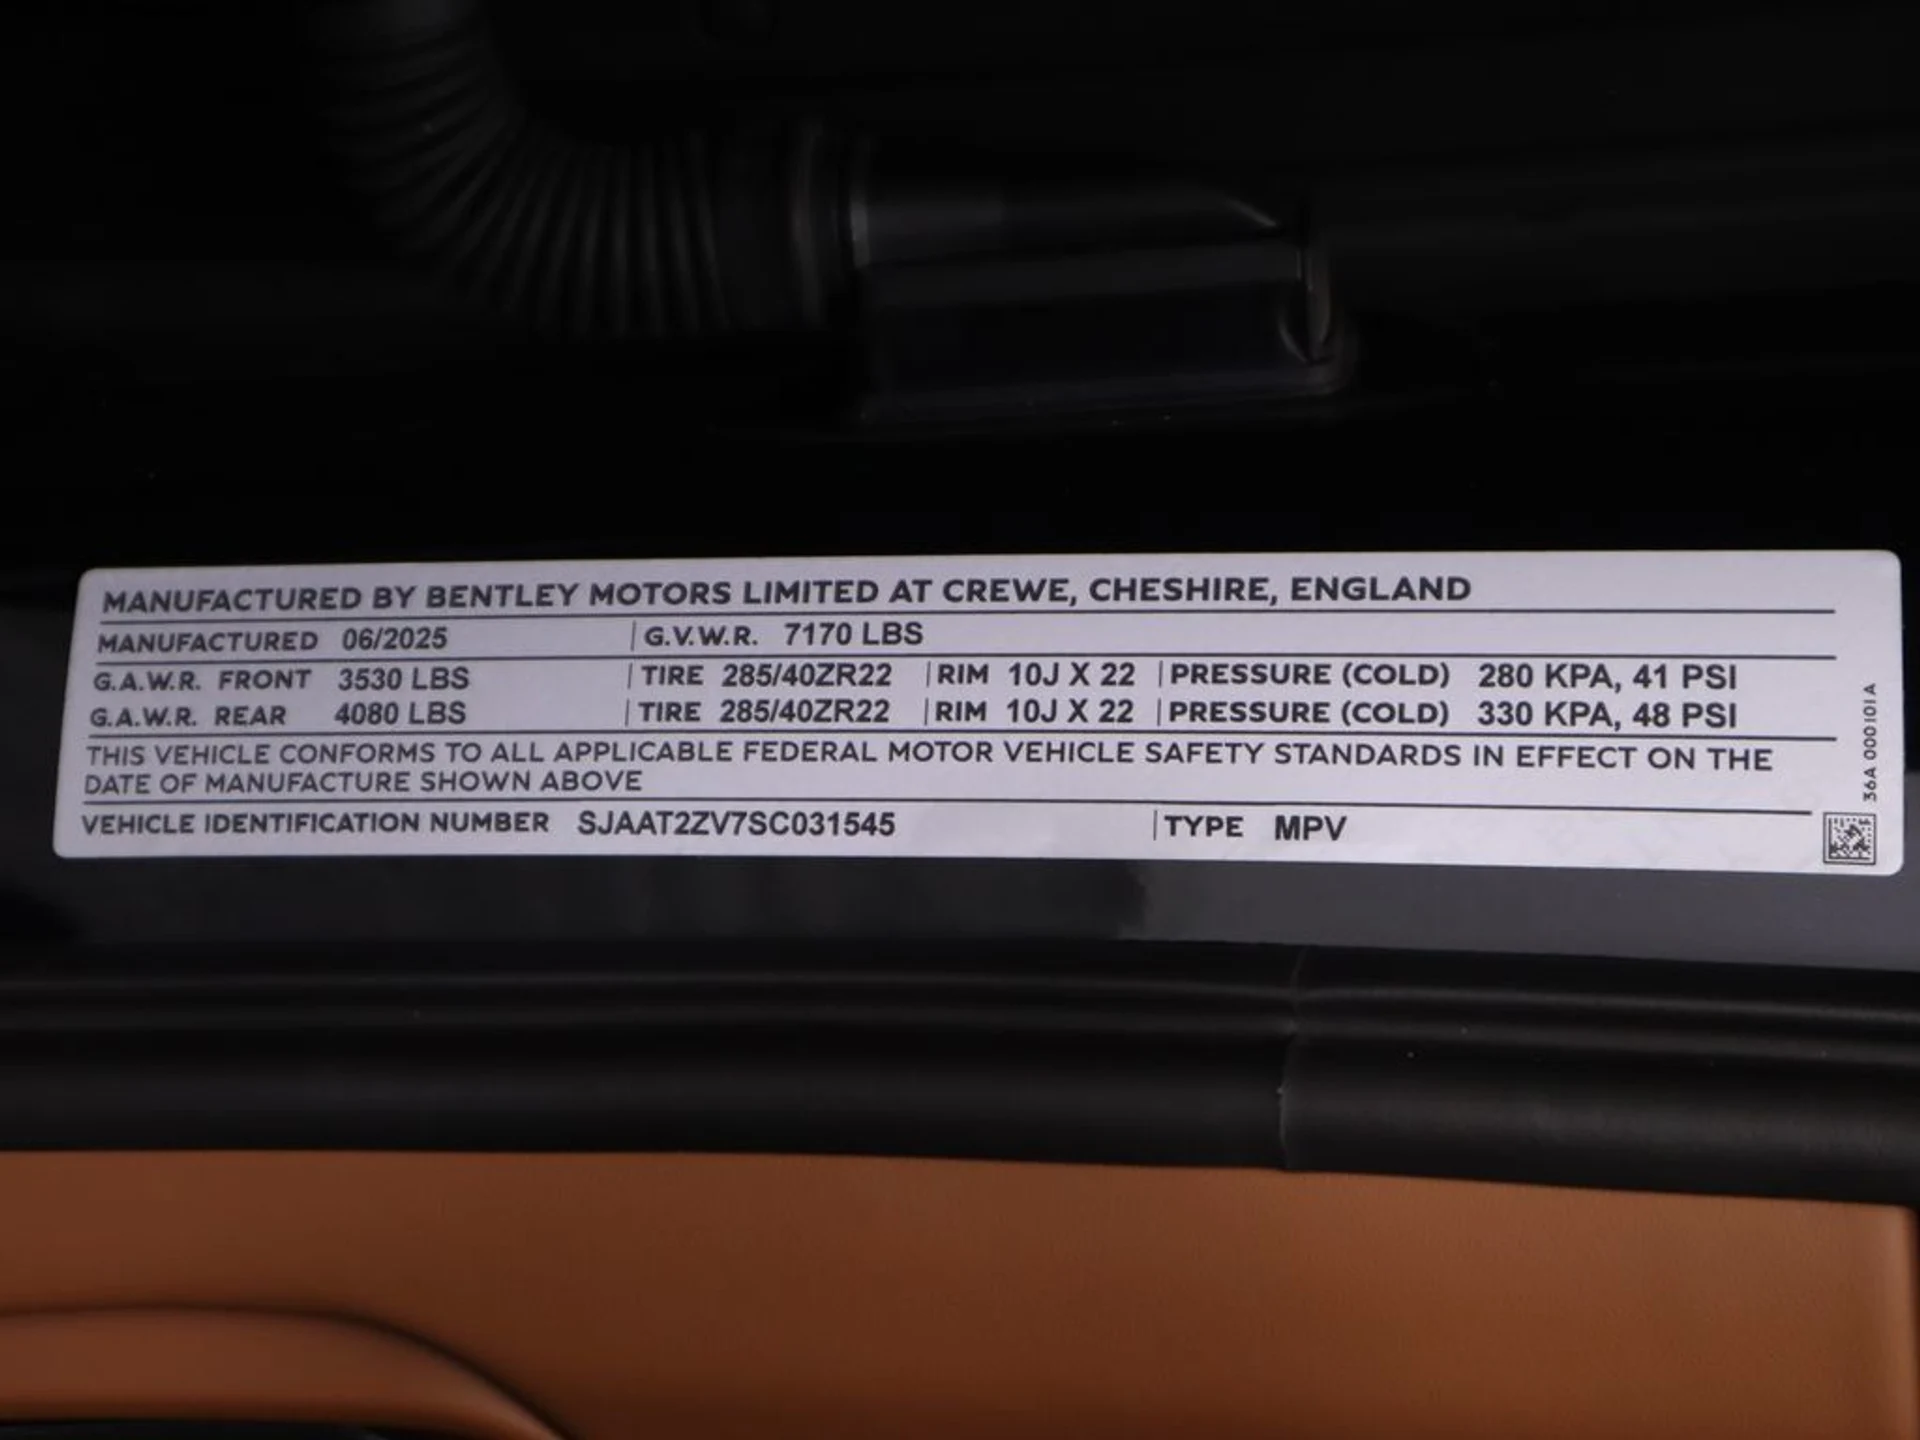 MANUFACTURED BY BENTLEY MOTORS LIMITED AT CREWE, CHESHIRE, ENGLAND
MANUFACTURED 06/2025 G.V.W.R. 7170 LBS
G.A.W.R. FRONT 3530 LBS TIRE 285/40ZR22 RIM 10J X 22 PRESSURE (COLD) 280 KPA, 41 PSI
G.A.W.R. REAR 4080 LBS TIRE 285/40ZR22 RIM 10J X 22 PRESSURE (COLD) 330 KPA, 48 PSI
THIS VEHICLE CONFORMS TO ALL APPLICABLE FEDERAL MOTOR VEHICLE SAFETY STANDARDS IN EFFECT ON THE
DATE OF MANUFACTURE SHOWN ABOVE
VEHICLE IDENTIFICATION NUMBER SJAAT2ZV7SC031545 TYPE MPV
36A 000101A